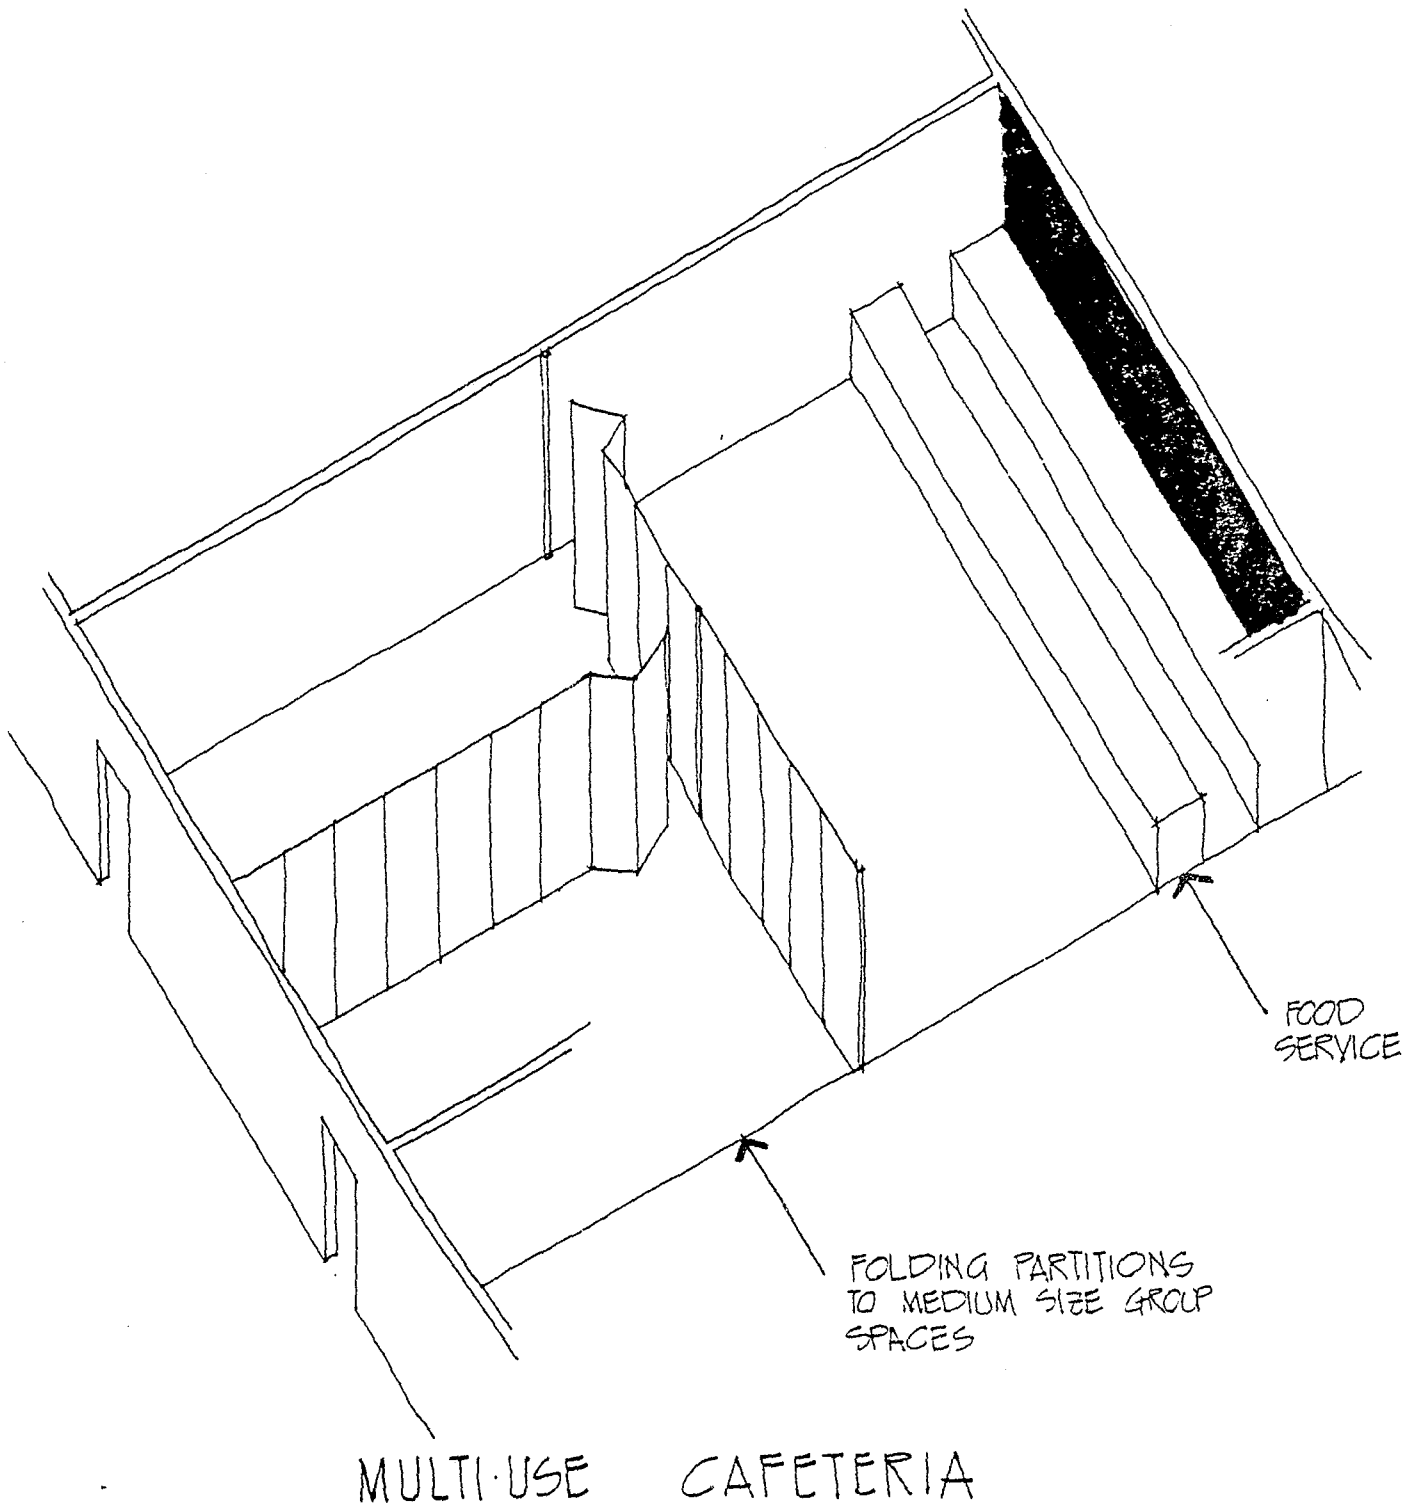 FOOD
SERVICE
FOLDING PARTITIONS
TO MEDIUM SIZE GROUP
SPACES
MULTI·USE CAFETERIA